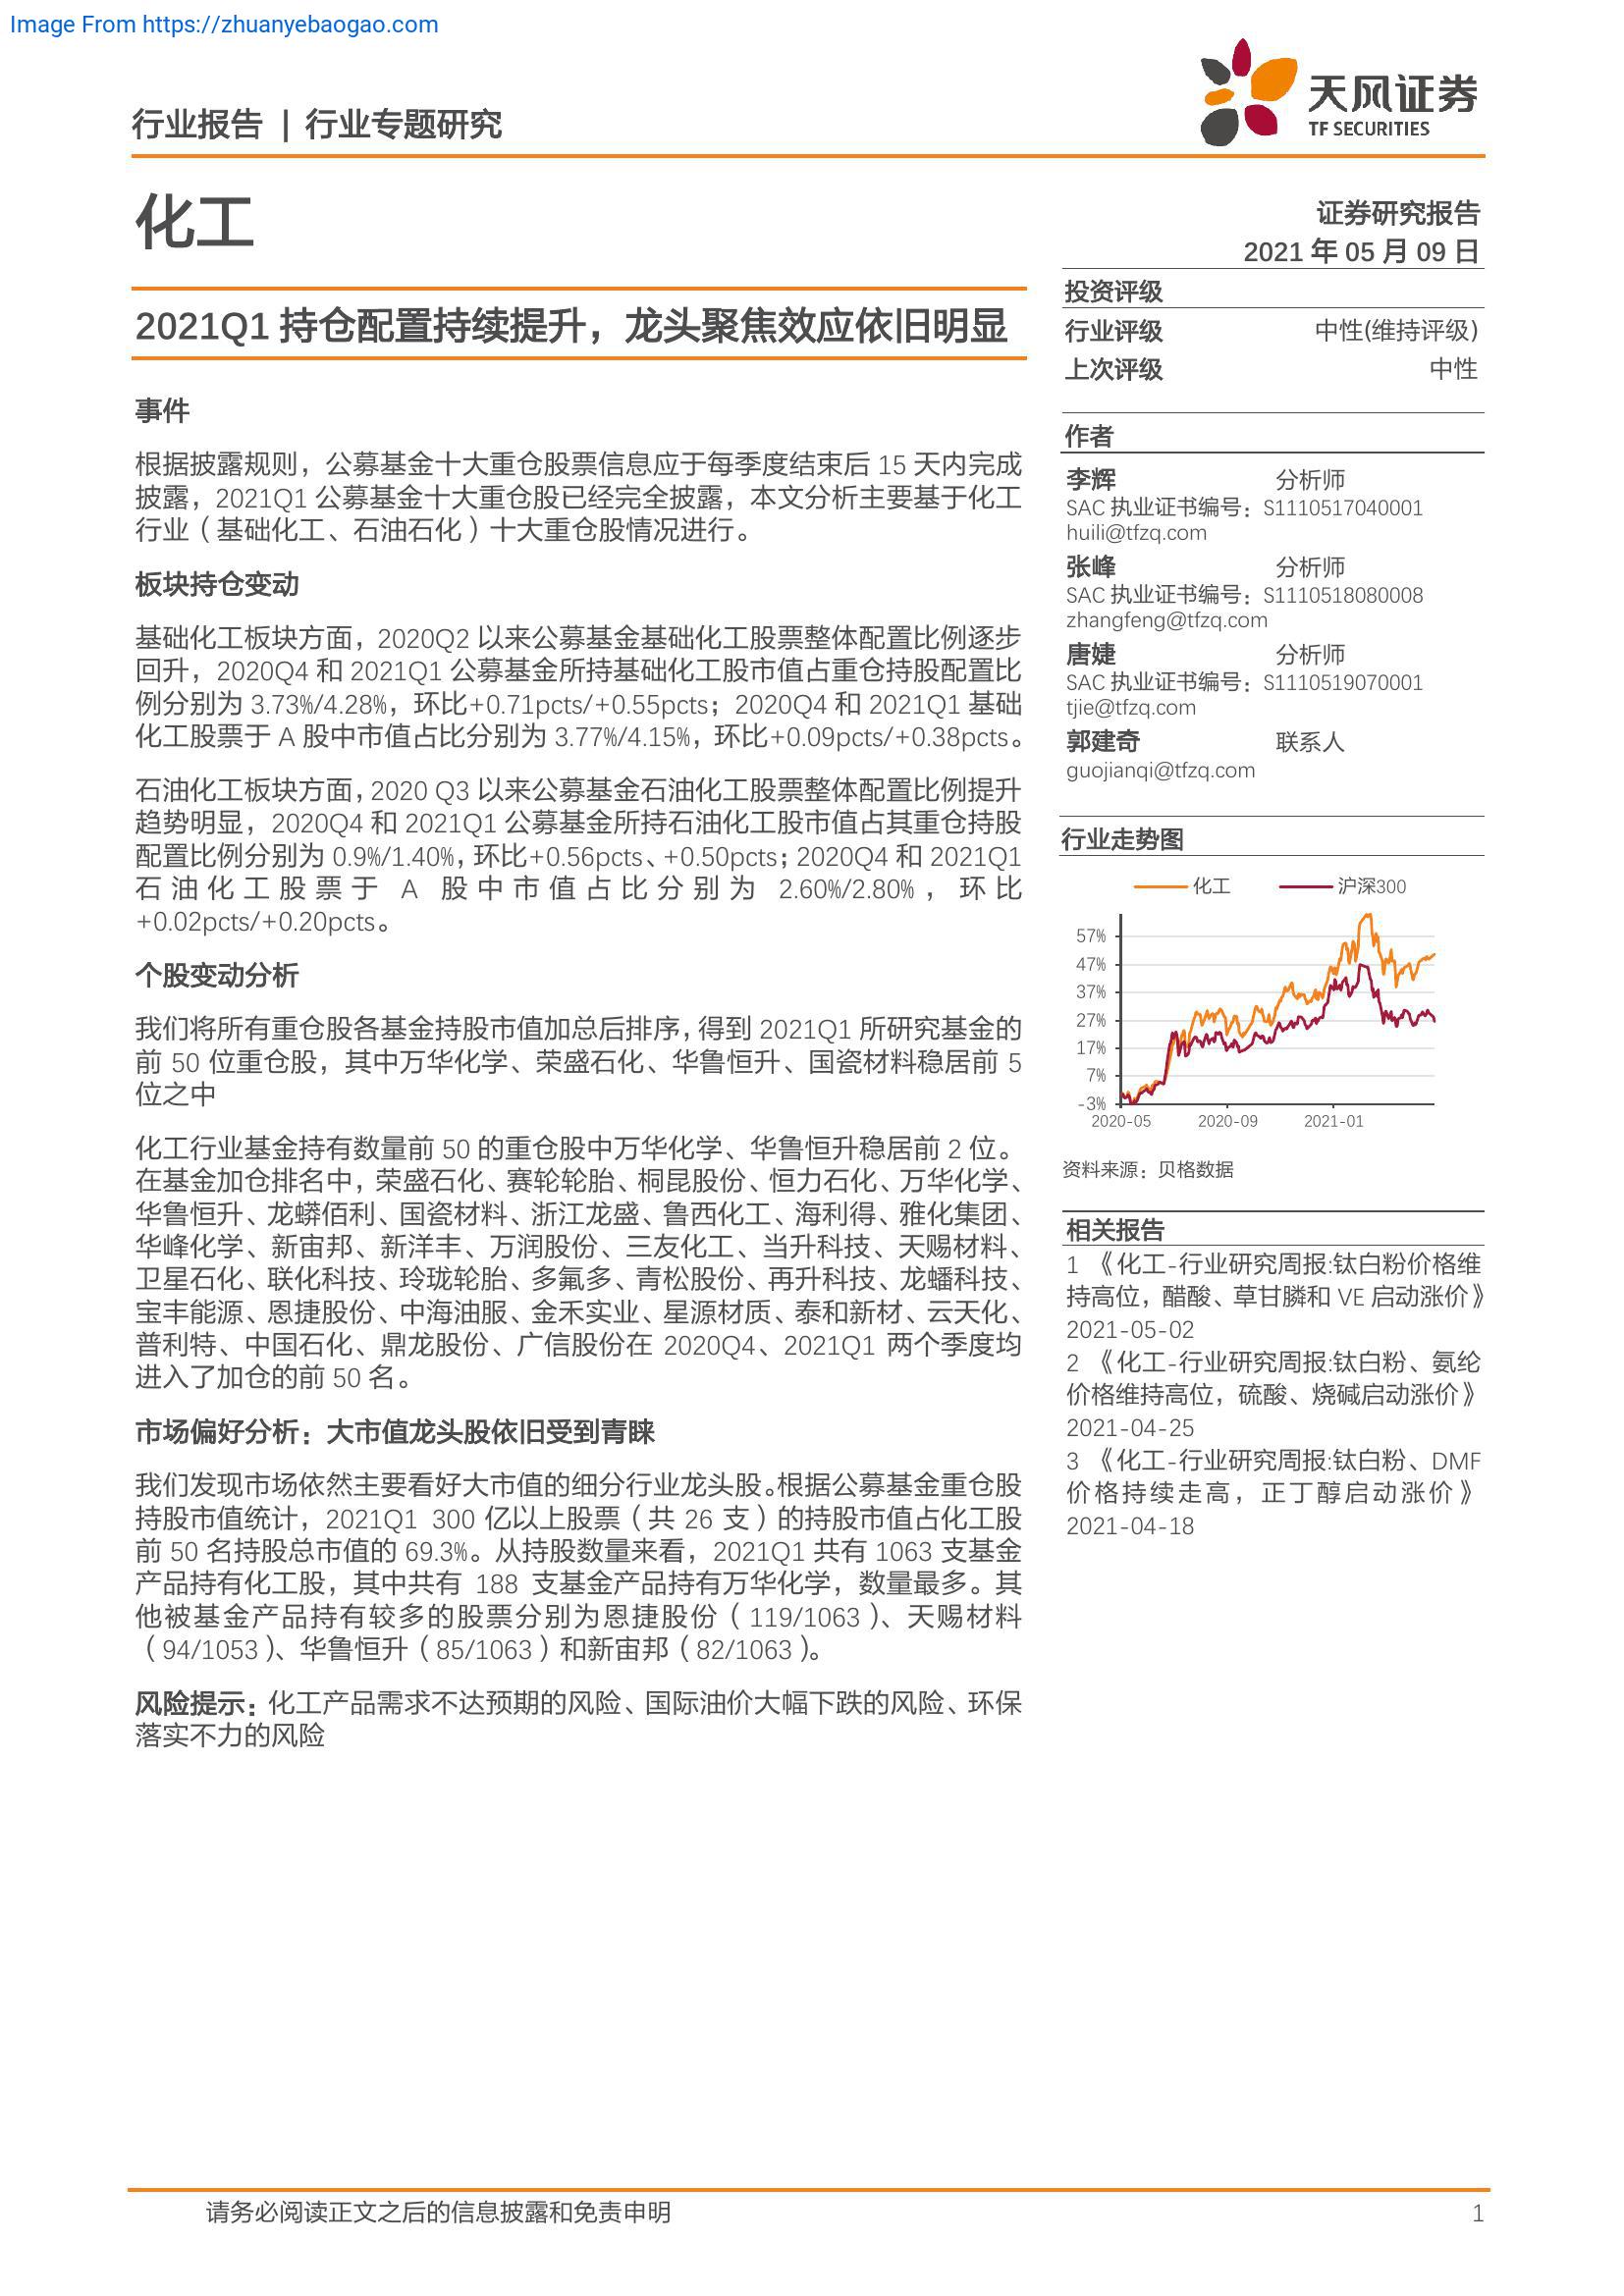 Image From https://zhuanyebaogao.com
行业报告 | 行业专题研究
天风证券
TF SECURITIES
化工
证券研究报告
2021 年 05 月 09 日
2021Q1 持仓配置持续提升，龙头聚焦效应依旧明显
事件
根据披露规则，公募基金十大重仓股票信息应于每季度结束后 15 天内完成
披露，2021Q1 公募基金十大重仓股已经完全披露，本文分析主要基于化工
行业（基础化工、石油石化）十大重仓股情况进行。
板块持仓变动
基础化工板块方面，2020Q2 以来公募基金基础化工股票整体配置比例逐步
回升，2020Q4 和 2021Q1 公募基金所持基础化工股市值占重仓持股配置比
例分别为 3.73%/4.28%，环比+0.71pcts/+0.55pcts；2020Q4 和 2021Q1 基础
化工股票于 A 股中市值占比分别为 3.77%/4.15%，环比+0.09pcts/+0.38pcts。
石油化工板块方面，2020 Q3 以来公募基金石油化工股票整体配置比例提升
趋势明显，2020Q4 和 2021Q1 公募基金所持石油化工股市值占其重仓持股
配置比例分别为 0.9%/1.40%，环比+0.56pcts、+0.50pcts；2020Q4 和 2021Q1
石油化工股票于 A 股中市值占比分别为 2.60%/2.80%，环比
+0.02pcts/+0.20pcts。
个股变动分析
我们将所有重仓股各基金持股市值加总后排序，得到 2021Q1 所研究基金的
前 50 位重仓股，其中万华化学、荣盛石化、华鲁恒升、国瓷材料稳居前 5
位之中
化工行业基金持有数量前 50 的重仓股中万华化学、华鲁恒升稳居前 2 位。
在基金加仓排名中，荣盛石化、赛轮轮胎、桐昆股份、恒力石化、万华化学、
华鲁恒升、龙蟒佰利、国瓷材料、浙江龙盛、鲁西化工、海利得、雅化集团、
华峰化学、新宙邦、新洋丰、万润股份、三友化工、当升科技、天赐材料、
卫星石化、联化科技、玲珑轮胎、多氟多、青松股份、再升科技、龙蟠科技、
宝丰能源、恩捷股份、中海油服、金禾实业、星源材质、泰和新材、云天化、
普利特、中国石化、鼎龙股份、广信股份在 2020Q4、2021Q1 两个季度均
进入了加仓的前 50 名。
市场偏好分析：大市值龙头股依旧受到青睐
我们发现市场依然主要看好大市值的细分行业龙头股。根据公募基金重仓股
持股市值统计，2021Q1 300 亿以上股票（共 26 支）的持股市值占化工股
前 50 名持股总市值的 69.3%。从持股数量来看，2021Q1 共有 1063 支基金
产品持有化工股，其中共有 188 支基金产品持有万华化学，数量最多。其
他被基金产品持有较多的股票分别为恩捷股份（119/1063）、天赐材料
（94/1053）、华鲁恒升（85/1063）和新宙邦（82/1063）。
风险提示：化工产品需求不达预期的风险、国际油价大幅下跌的风险、环保
落实不力的风险
投资评级
行业评级 中性(维持评级)
上次评级 中性
作者
李辉 分析师
SAC 执业证书编号：S1110517040001
huili@tfzq.com
张峰 分析师
SAC 执业证书编号：S1110518080008
zhangfeng@tfzq.com
唐婕 分析师
SAC 执业证书编号：S1110519070001
tjie@tfzq.com
郭建奇 联系人
guojianqi@tfzq.com
行业走势图
化工 沪深300
57%
47%
37%
27%
17%
7%
-3%
2020-05 2020-09 2021-01
资料来源：贝格数据
相关报告
1 《化工-行业研究周报:钛白粉价格维
持高位，醋酸、草甘膦和 VE 启动涨价》
2021-05-02
2 《化工-行业研究周报:钛白粉、氨纶
价格维持高位，硫酸、烧碱启动涨价》
2021-04-25
3 《化工-行业研究周报:钛白粉、DMF
价格持续走高，正丁醇启动涨价》
2021-04-18
请务必阅读正文之后的信息披露和免责申明 1